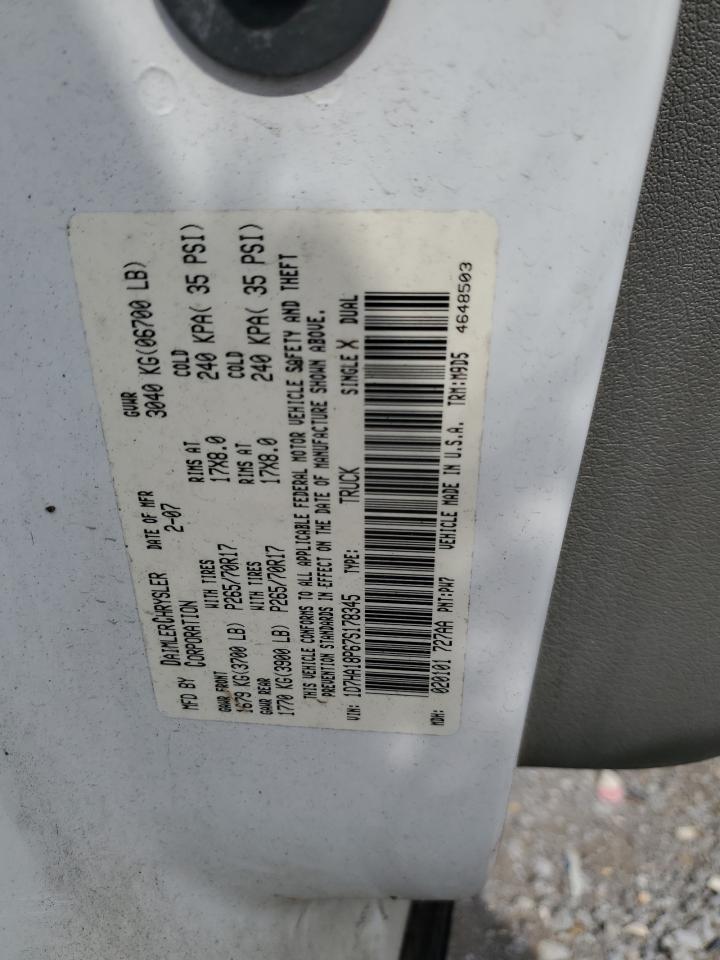 MFD BY DAIMLERCHRYSLER CORPORATION DATE OF MFR 2-07 GVWR 3040 KG(06700 LB)
GAWR FRONT WITH TIRES RIMS AT COLD
1679 KG(3700 LB) P265/70R17 17X8.0 240 KPA( 35 PSI)
GAWR REAR WITH TIRES RIMS AT COLD
1770 KG(3900 LB) P265/70R17 17X8.0 240 KPA( 35 PSI)
THIS VEHICLE CONFORMS TO ALL APPLICABLE FEDERAL MOTOR VEHICLE SAFETY AND THEFT
PREVENTION STANDARDS IN EFFECT ON THE DATE OF MANUFACTURE SHOWN ABOVE.
VIN: 1D7HA18P67S178345 TYPE: TRUCK SINGLE X DUAL
MDH: 020101 727AA PNT:PW7 VEHICLE MADE IN U.S.A. TRM:M9D5 4648503